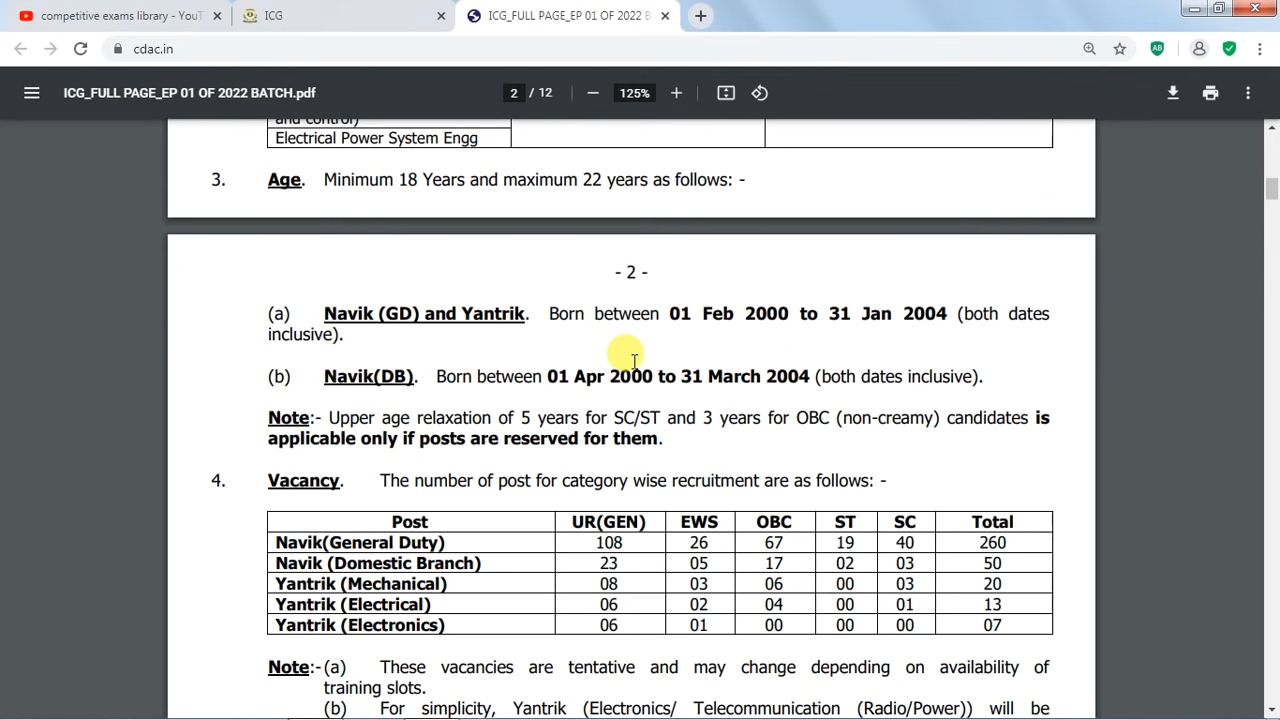 competitive exams library - YouT
ICG
ICG_FULL PAGE_EP 01 OF 2022 B
cdac.in
AB
ICG_FULL PAGE_EP 01 OF 2022 BATCH.pdf
2 / 12
125%
and control)
Electrical Power System Engg
3. Age. Minimum 18 Years and maximum 22 years as follows: -
- 2 -
(a) Navik (GD) and Yantrik. Born between 01 Feb 2000 to 31 Jan 2004 (both dates
inclusive).
(b) Navik(DB). Born between 01 Apr 2000 to 31 March 2004 (both dates inclusive).
Note:- Upper age relaxation of 5 years for SC/ST and 3 years for OBC (non-creamy) candidates is
applicable only if posts are reserved for them.
4. Vacancy. The number of post for category wise recruitment are as follows: -
Post UR(GEN) EWS OBC ST SC Total
Navik(General Duty) 108 26 67 19 40 260
Navik (Domestic Branch) 23 05 17 02 03 50
Yantrik (Mechanical) 08 03 06 00 03 20
Yantrik (Electrical) 06 02 04 00 01 13
Yantrik (Electronics) 06 01 00 00 00 07
Note:- (a) These vacancies are tentative and may change depending on availability of
training slots.
(b) For simplicity, Yantrik (Electronics/ Telecommunication (Radio/Power)) will be